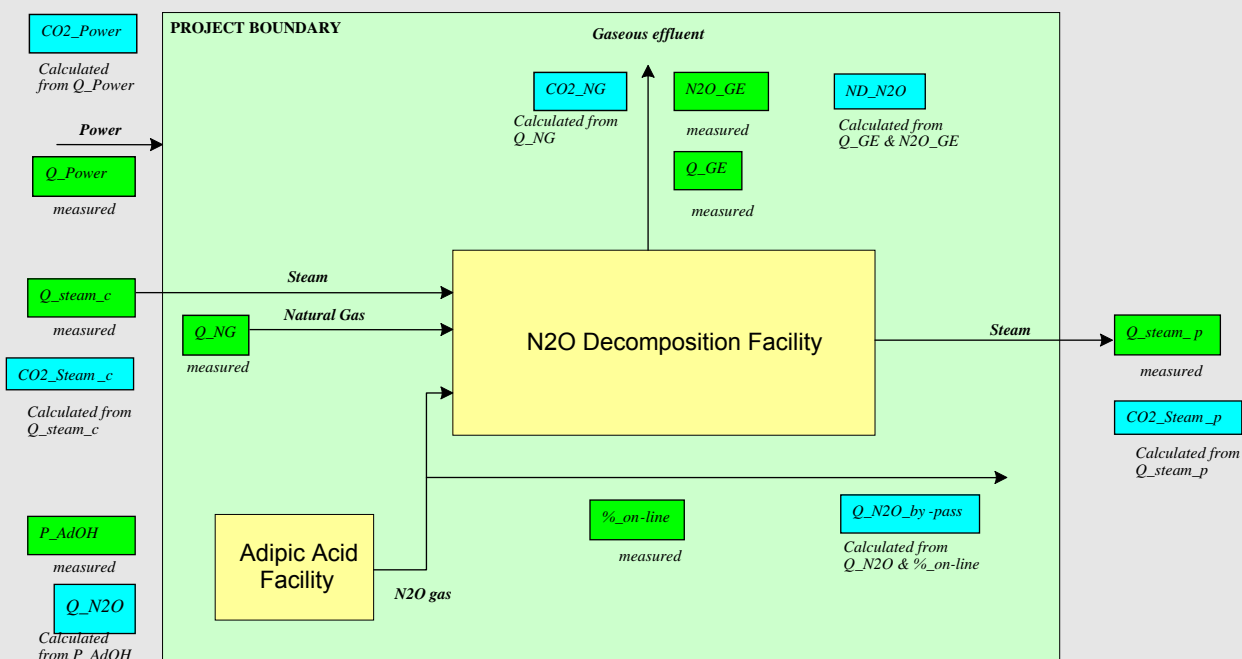 CO2_Power
Calculated
from Q_Power
Power
Q_Power
measured
Q_steam_c
measured
CO2_Steam_c
Calculated from
Q_steam_c
P_AdOH
measured
Q_N2O
Calculated
from P_AdOH
PROJECT BOUNDARY
Gaseous effluent
CO2_NG
Calculated from
Q_NG
N2O_GE
measured
Q_GE
measured
ND_N2O
Calculated from
Q_GE & N2O_GE
Steam
Natural Gas
Q_NG
measured
N2O Decomposition Facility
Steam
Q_steam_p
measured
CO2_Steam_p
Calculated from
Q_steam_p
Adipic Acid
Facility
N2O gas
%_on-line
measured
Q_N2O_by-pass
Calculated from
Q_N2O & %_on-line